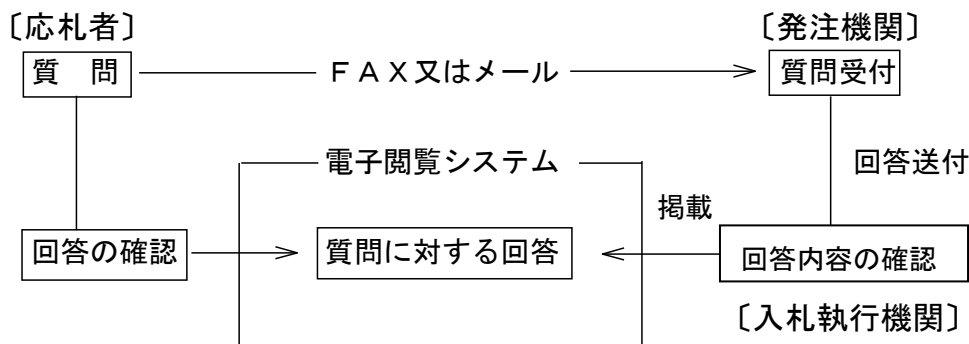 〔応札者〕 〔発注機関〕
質　問 ＦＡＸ又はメール 質問受付
電子閲覧システム 回答送付
掲載
回答の確認 質問に対する回答 回答内容の確認
〔入札執行機関〕